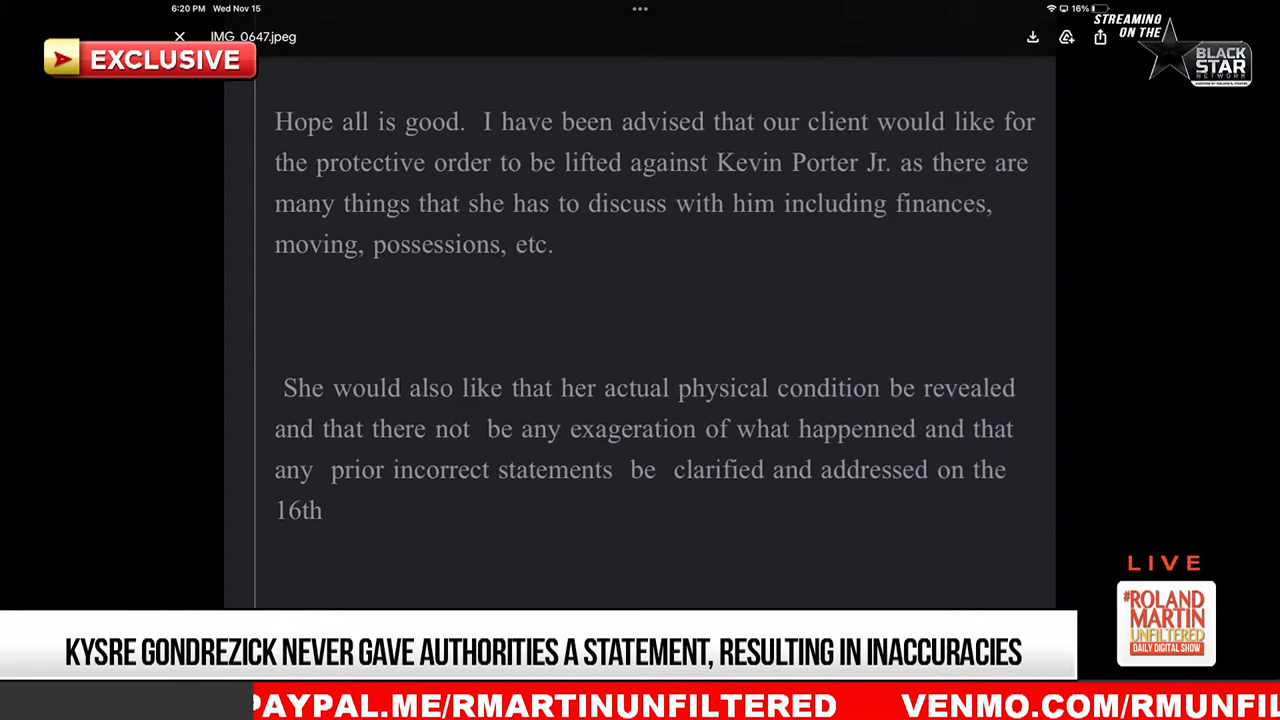 6:20 PM Wed Nov 15
16%
IMG_0647.jpeg
EXCLUSIVE
STREAMING
ON THE
BLACK
STAR
NETWORK
Hope all is good. I have been advised that our client would like for
the protective order to be lifted against Kevin Porter Jr. as there are
many things that she has to discuss with him including finances,
moving, possessions, etc.
She would also like that her actual physical condition be revealed
and that there not be any exageration of what happenned and that
any prior incorrect statements be clarified and addressed on the
16th
LIVE
#ROLAND
MARTIN
UNFILTERED
DAILY DIGITAL SHOW
KYSRE GONDREZICK NEVER GAVE AUTHORITIES A STATEMENT, RESULTING IN INACCURACIES
PAYPAL.ME/RMARTINUNFILTERED VENMO.COM/RMUNFIL